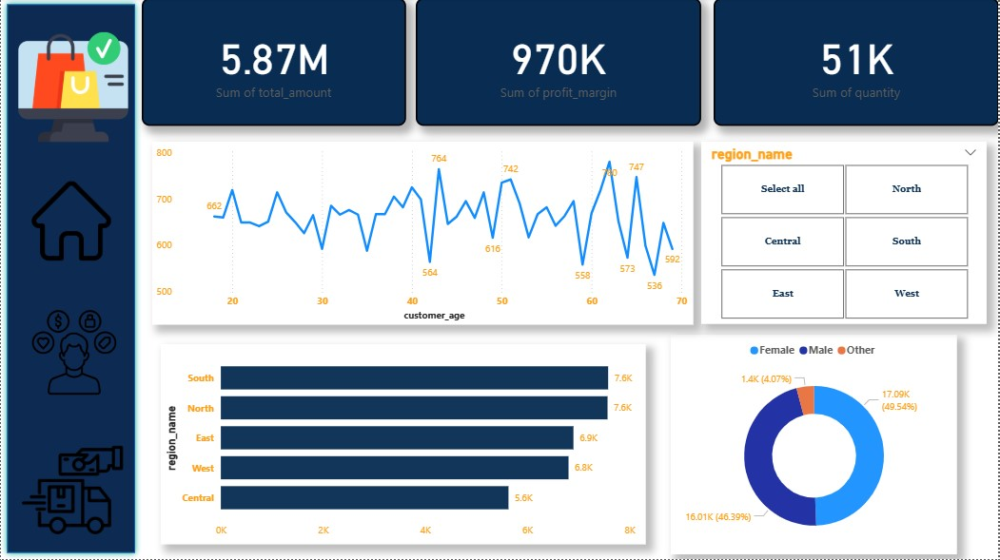 5.87M
Sum of total_amount
970K
Sum of profit_margin
51K
Sum of quantity
800
700
600
500
662
764
564
616
742
558
780
573
747
536
592
20
30
40
50
60
70
customer_age
region_name
Select all
North
Central
South
East
West
region_name
South
7.6K
North
7.6K
East
6.9K
West
6.8K
Central
5.6K
0K
2K
4K
6K
8K
Female
Male
Other
1.4K (4.07%)
17.09K
(49.54%)
16.01K (46.39%)